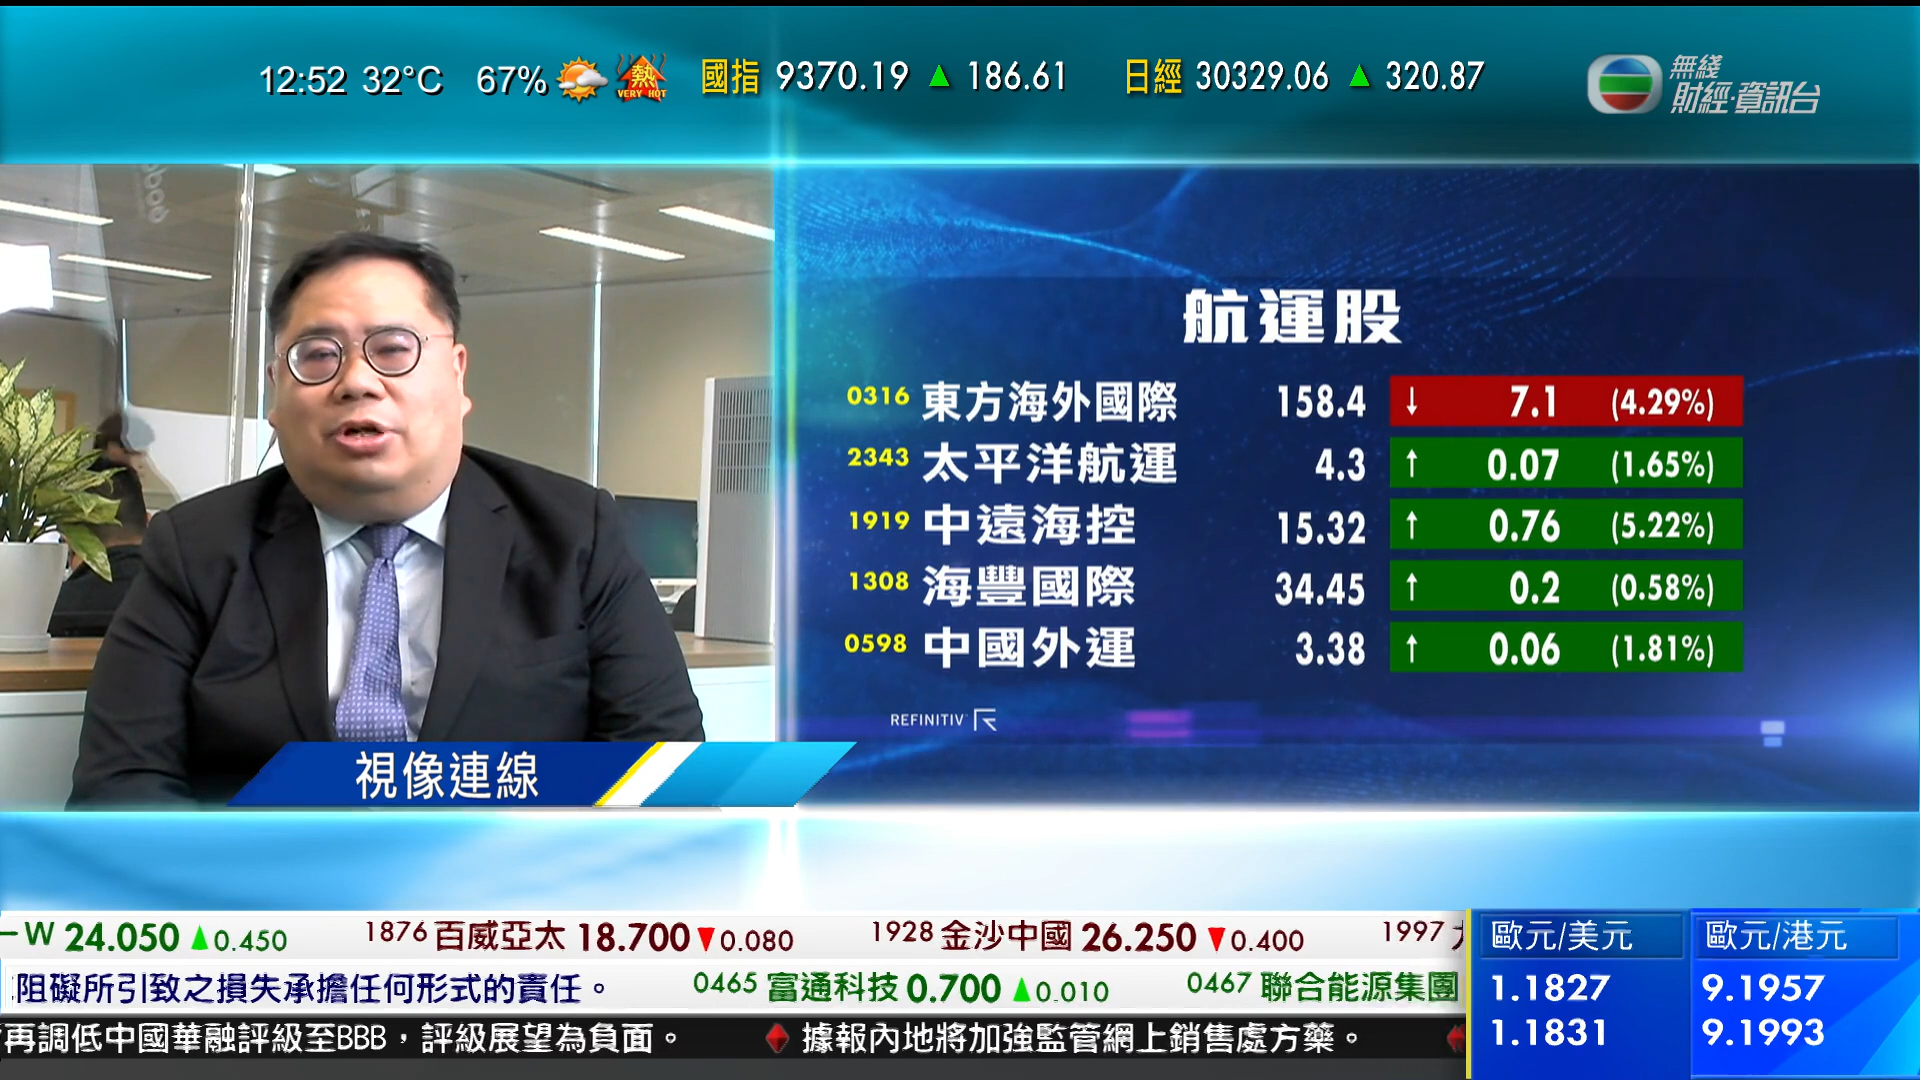 12:52 32°C 67% 熱 VERY HOT 國指 9370.19 ▲ 186.61 日經 30329.06 ▲ 320.87
無綫
財經·資訊台
航運股
0316 東方海外國際 158.4 ↓ 7.1 (4.29%)
2343 太平洋航運 4.3 ↑ 0.07 (1.65%)
1919 中遠海控 15.32 ↑ 0.76 (5.22%)
1308 海豐國際 34.45 ↑ 0.2 (0.58%)
0598 中國外運 3.38 ↑ 0.06 (1.81%)
REFINITIV
視像連線
-W 24.050 ▲ 0.450 1876 百威亞太 18.700 ▼ 0.080 1928 金沙中國 26.250 ▼ 0.400 1997
阻礙所引致之損失承擔任何形式的責任。 0465 富通科技 0.700 ▲ 0.010 0467 聯合能源集團
再調低中國華融評級至BBB，評級展望為負面。 ♦ 據報內地將加強監管網上銷售處方藥。
歐元/美元
1.1827
1.1831
歐元/港元
9.1957
9.1993